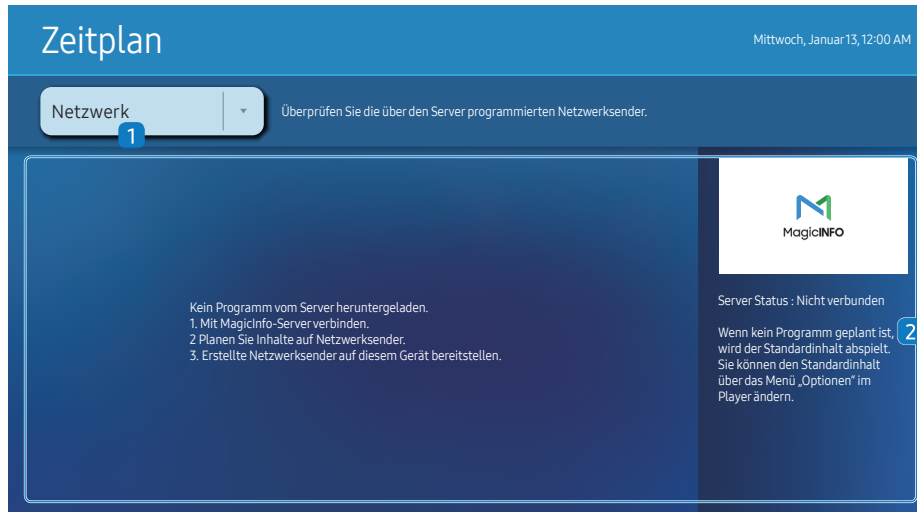 Zeitplan
Mittwoch, Januar 13, 12:00 AM
Netzwerk
1
Überprüfen Sie die über den Server programmierten Netzwerksender.
Kein Programm vom Server heruntergeladen.
1. Mit MagicInfo-Server verbinden.
2 Planen Sie Inhalte auf Netzwerksender.
3. Erstellte Netzwerksender auf diesem Gerät bereitstellen.
MagicINFO
Server Status : Nicht verbunden
Wenn kein Programm geplant ist,
2
wird der Standardinhalt abspielt.
Sie können den Standardinhalt
über das Menü „Optionen“ im
Player ändern.